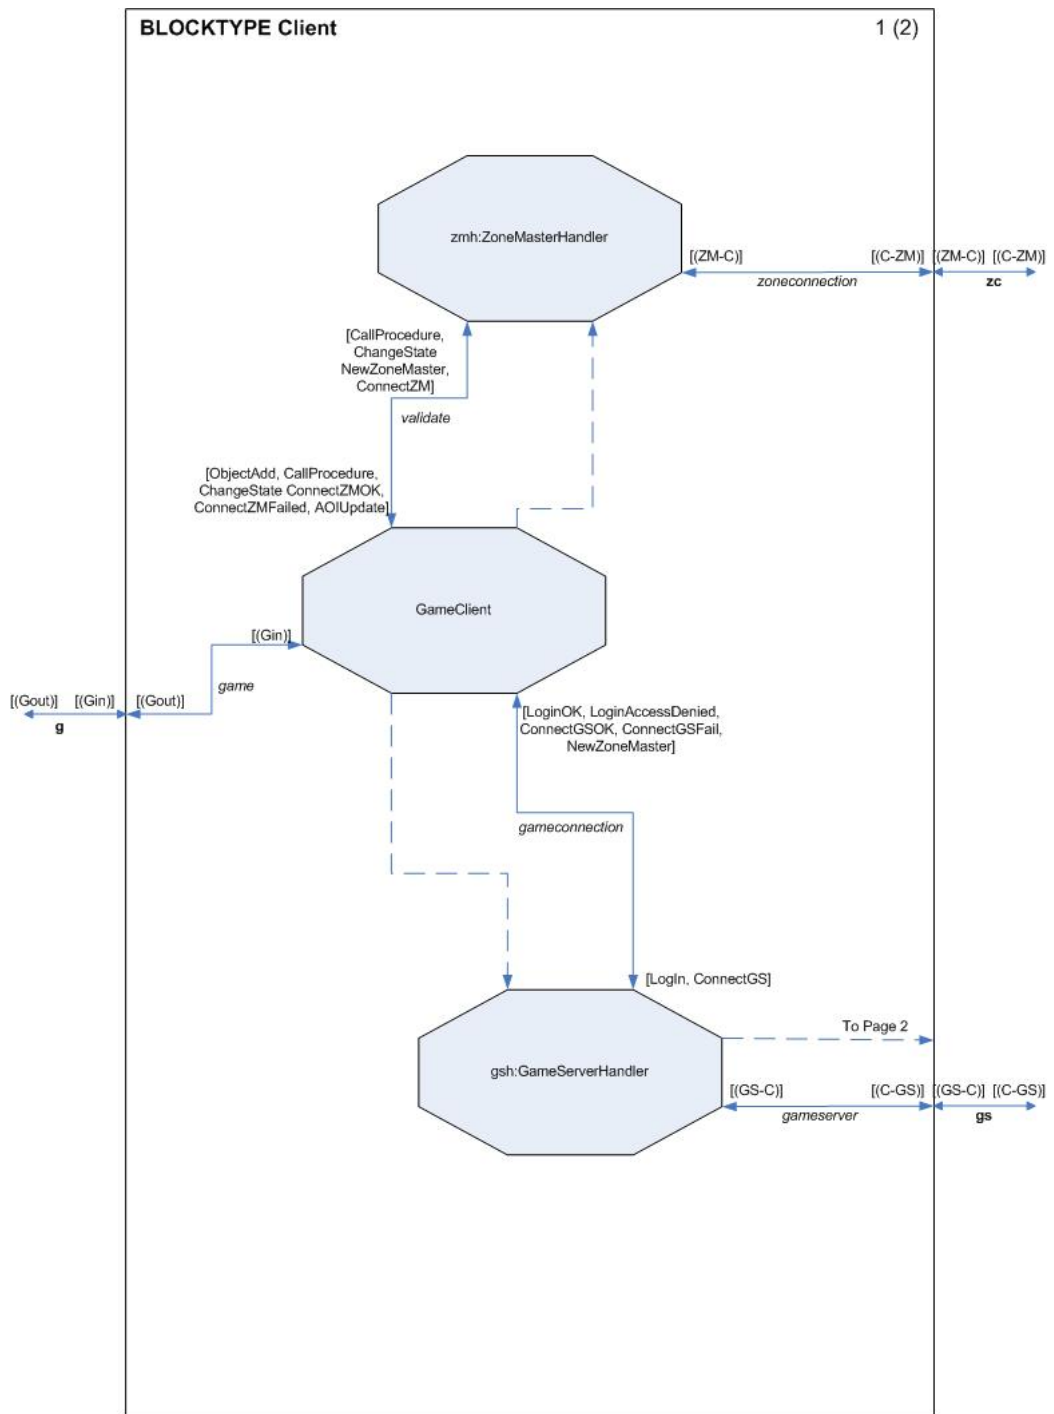 BLOCKTYPE Client
1 (2)
zmh:ZoneMasterHandler
[(ZM-C)]
[(C-ZM)]
[(ZM-C)]
[(C-ZM)]
zoneconnection
zc
[CallProcedure,
ChangeState
NewZoneMaster,
ConnectZM]
validate
[ObjectAdd, CallProcedure,
ChangeState ConnectZMOK,
ConnectZMFailed, AOIUpdate]
GameClient
[(Gin)]
game
[(Gout)]
[(Gin)]
[(Gout)]
g
[LoginOK, LoginAccessDenied,
ConnectGSOK, ConnectGSFail,
NewZoneMaster]
gameconnection
[LogIn, ConnectGS]
To Page 2
gsh:GameServerHandler
[(GS-C)]
[(C-GS)]
[(GS-C)]
[(C-GS)]
gameserver
gs